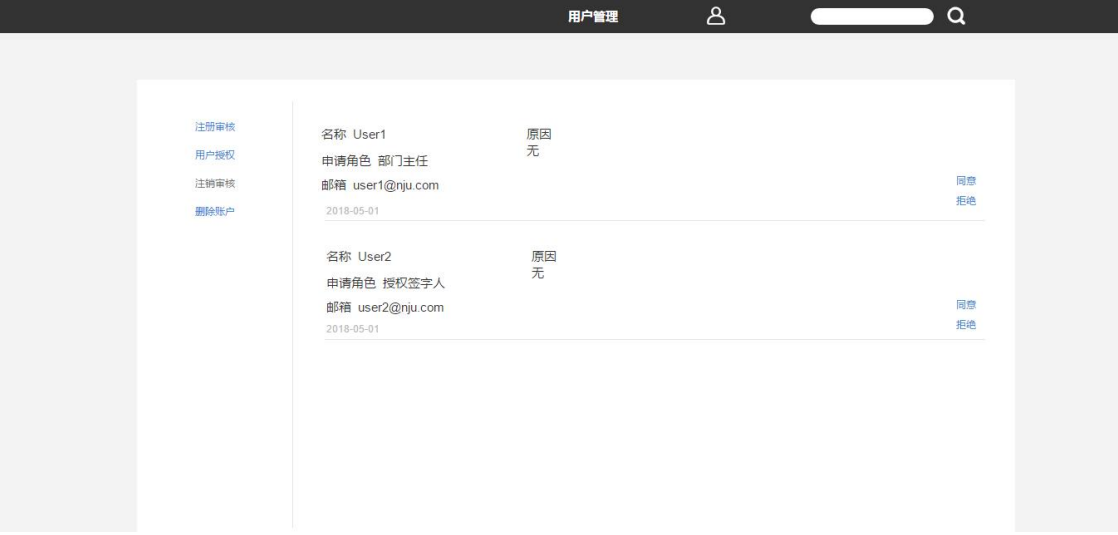 用户管理
注册审核
用户授权
注销审核
删除账户
名称 User1
原因
无
申请角色 部门主任
邮箱 user1@nju.com
同意
拒绝
2018-05-01
名称 User2
原因
无
申请角色 授权签字人
邮箱 user2@nju.com
同意
拒绝
2018-05-01